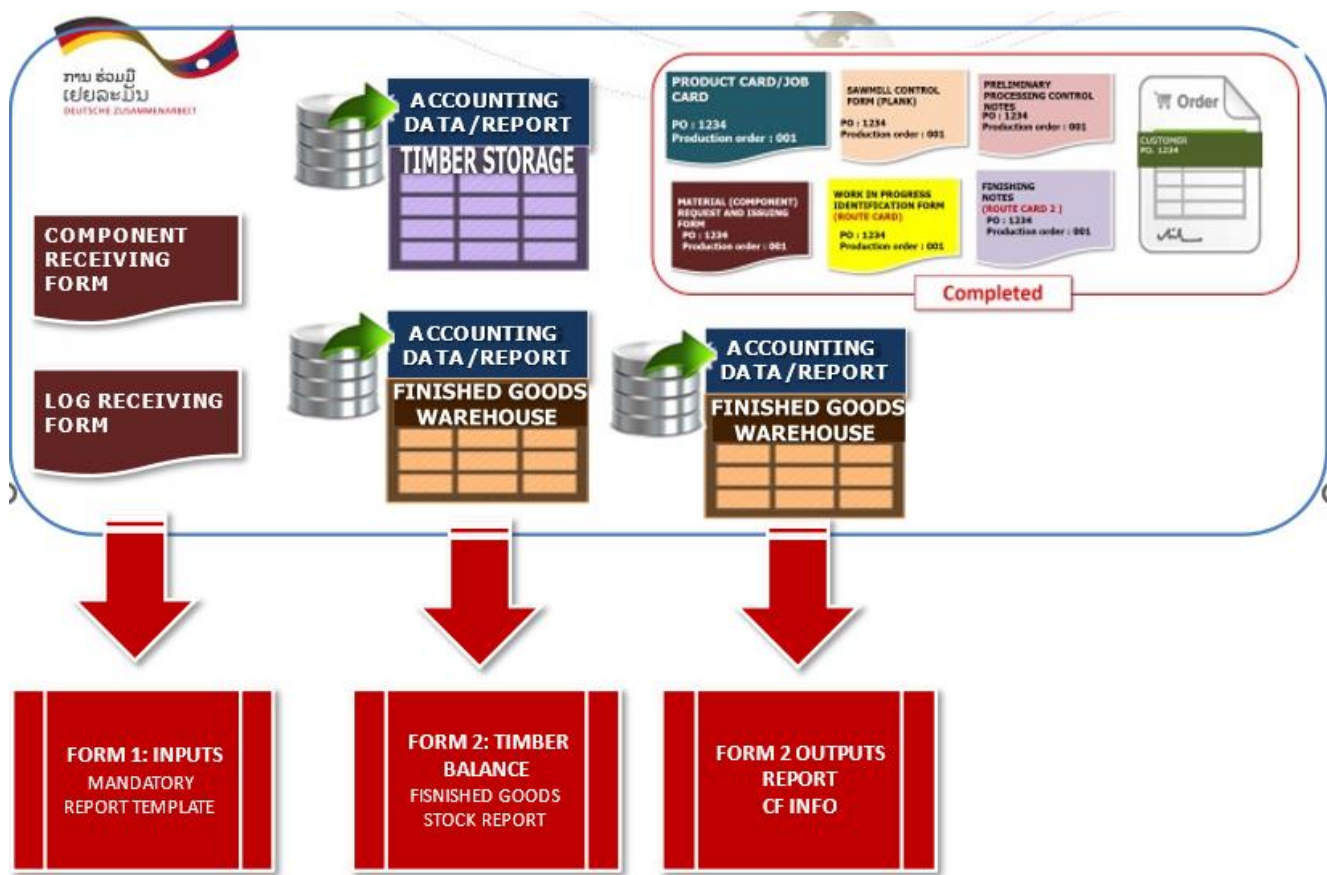 ການ ຮ່ວມມື
ເຢຍລະມັນ
DEUTSCHE ZUSAMMENARBEIT
COMPONENT
RECEIVING
FORM
LOG RECEIVING
FORM
ACCOUNTING
DATA/REPORT
TIMBER STORAGE
ACCOUNTING
DATA/REPORT
FINISHED GOODS
WAREHOUSE
ACCOUNTING
DATA/REPORT
FINISHED GOODS
WAREHOUSE
PRODUCT CARD/JOB
CARD
PO : 1234
Production order : 001
SAWMILL CONTROL
FORM (PLANK)
PO : 1234
Production order : 001
PRELIMINARY
PROCESSING CONTROL
NOTES
PO : 1234
Production order : 001
Order
CUSTOMER
PO. 1234
MATERIAL (COMPONENT)
REQUEST AND ISSUING
FORM
PO : 1234
Production order : 001
WORK IN PROGRESS
IDENTIFICATION FORM
(ROUTE CARD)
PO : 1234
Production order : 001
FINISHING
NOTES
(ROUTE CARD 2 )
PO : 1234
Production order : 001
Completed
FORM 1: INPUTS
MANDATORY
REPORT TEMPLATE
FORM 2: TIMBER
BALANCE
FISNISHED GOODS
STOCK REPORT
FORM 2 OUTPUTS
REPORT
CF INFO